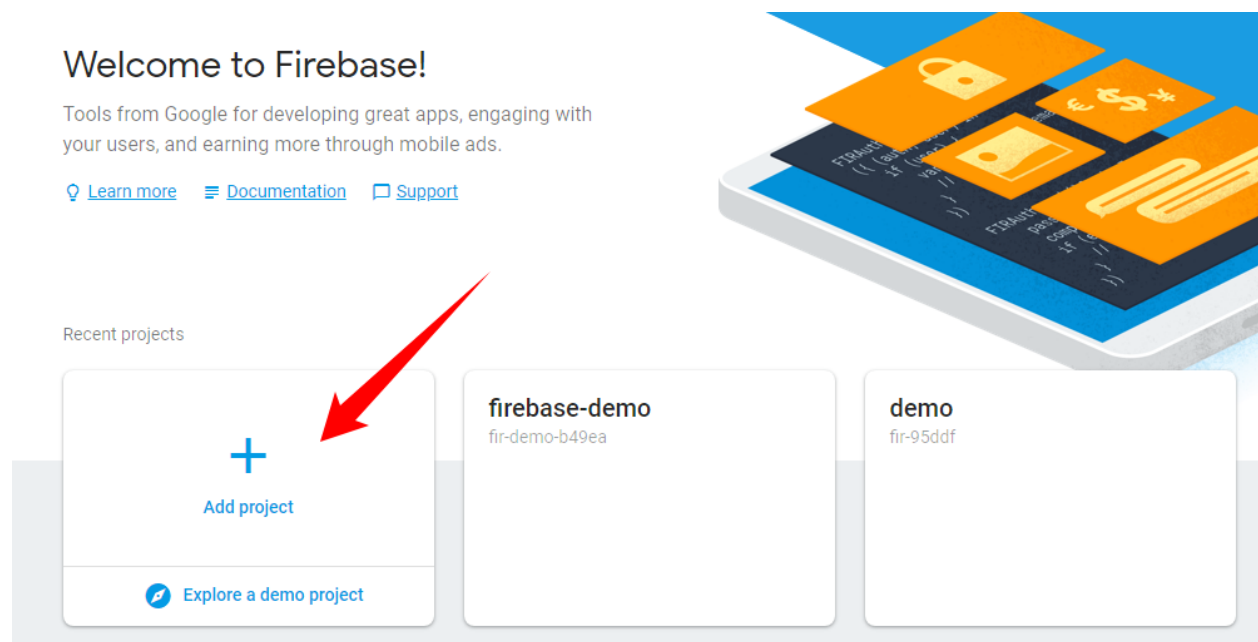 Welcome to Firebase!
Tools from Google for developing great apps, engaging with
your users, and earning more through mobile ads.
Learn more Documentation Support
Recent projects
Add project
Explore a demo project
firebase-demo
fir-demo-b49ea
demo
fir-95ddf